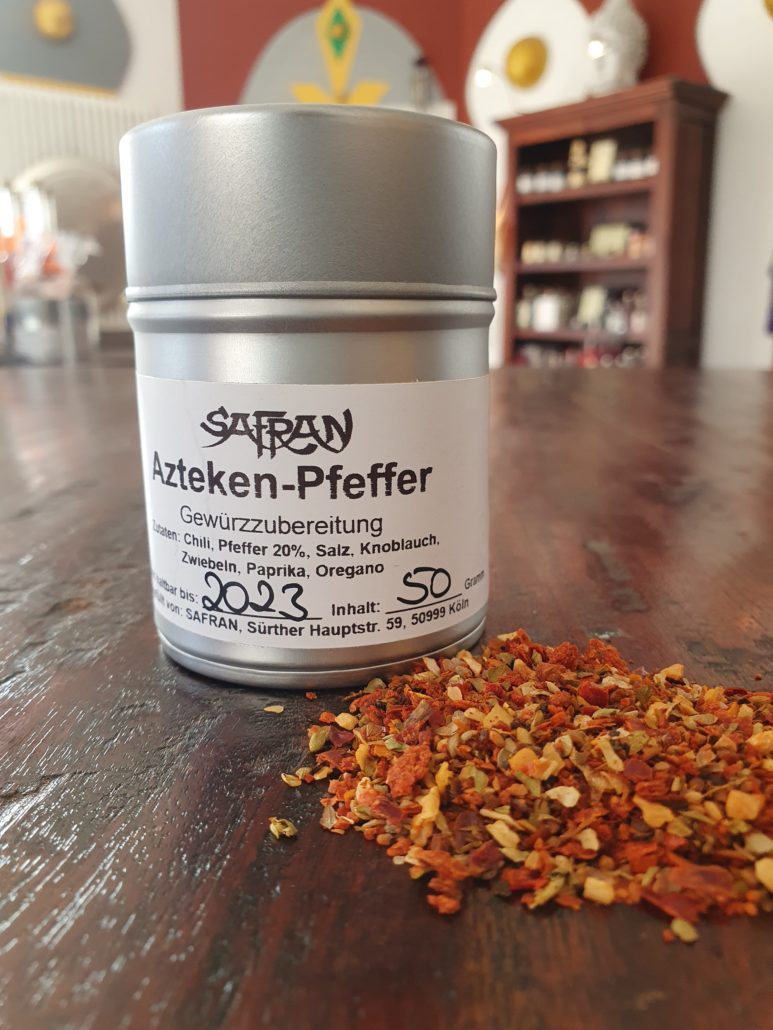 SAFRAN
Azteken-Pfeffer
Gewürzzubereitung
Zutaten: Chili, Pfeffer 20%, Salz, Knoblauch,
Zwiebeln, Paprika, Oregano
haltbar bis: 2023 Inhalt: 50 Gramm
von: SAFRAN, Sürther Hauptstr. 59, 50999 Köln